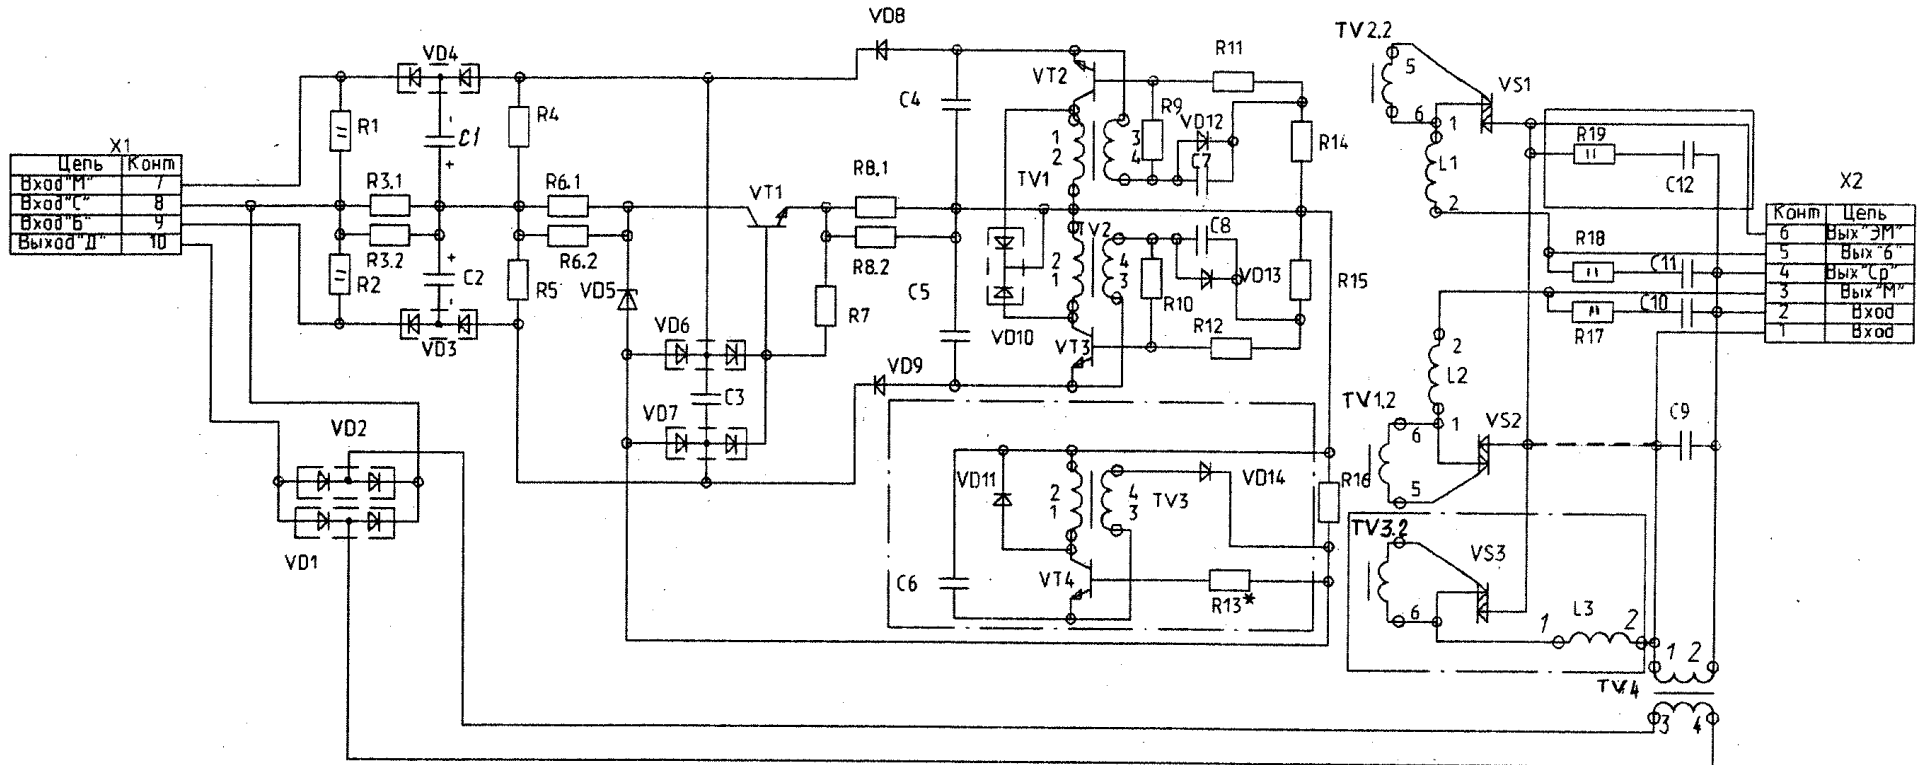 X1
Цепь Конт
Вход"М" 7
Вход"С" 8
Вход"Б" 9
Выход"Д" 10
R1
R2
R3.1
R3.2
VD4
-
C1
+
+
C2
-
VD3
R4
R5
R6.1
R6.2
VD5
VD6
VD7
C3
VT1
R7
R8.1
R8.2
VD8
VD9
VD2
VD1
C4
C5
VT2
1
2
3
4
TV1
R9
R11
VD12
C7
R14
TV2
2
1
4
3
C8
VD13
R10
R12
R15
VD10
VT3
VD11
2
1
4
3
TV3
VD14
R16
C6
VT4
R13*
TV2.2
5
6
VS1
1
L1
2
R19
C12
R18
C11
C10
R17
X2
Конт Цепь
6 Вых"ЭМ"
5 Вых"б"
4 Вых"Ср"
3 Вых"М"
2 Вход
1 Вход
2
L2
1
TV1,2
6
5
VS2
C9
TV3.2
6
VS3
1 L3 2
1 2
TV.4
3 4